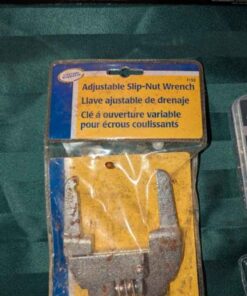 Adjustable Slip-Nut Wrench
Llave ajustable de drenaje
Clé à ouverture variable
pour écrous coulissants